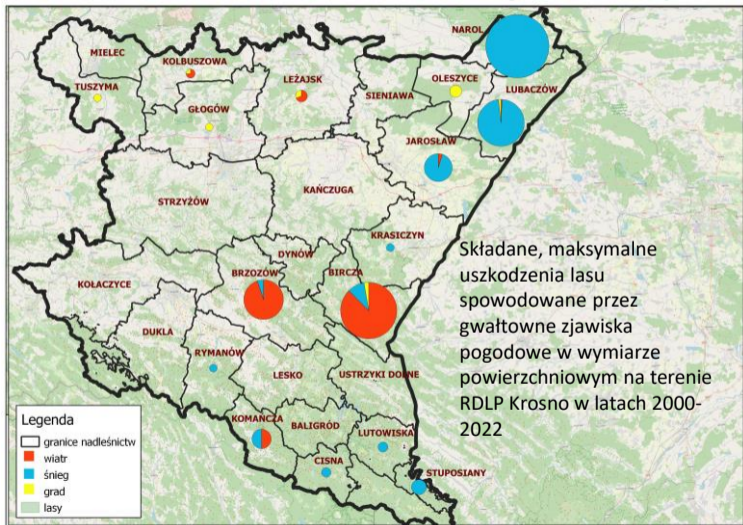 NAROL
MIELEC
KOLBUSZOWA
LEŻAJSK
OLESZYCE
TUSZYMA
SIENIAWA
LUBACZÓW
GŁOGÓW
JAROSŁAW
KAŃCZUGA
STRZYŻÓW
KRASICZYN
DYNÓW
BRZOZÓW
BIRCZA
KOŁACZYCE
DUKLA
RYMANÓW
LESKO
USTRZYKI DOLNE
KOMAŃCZA
BALIGRÓD
LUTOWISKA
CISNA
STUPOSIANY
Składane, maksymalne
uszkodzenia lasu
spowodowane przez
gwałtowne zjawiska
pogodowe w wymiarze
powierzchniowym na terenie
RDLP Krosno w latach 2000-
2022
Legenda
granice nadleśnictw
wiatr
śnieg
grad
lasy